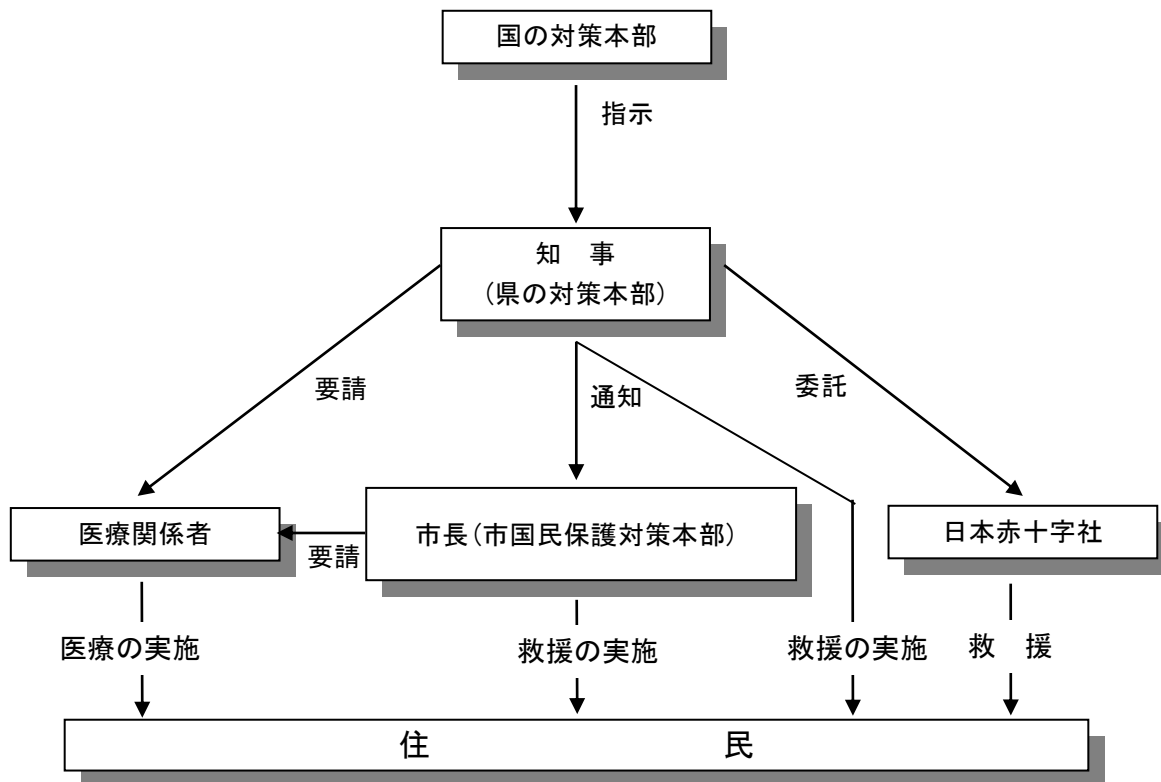 国の対策本部
指示
知　事
（県の対策本部）
要請
通知
委託
医療関係者
要請
市長（市国民保護対策本部）
日本赤十字社
医療の実施
救援の実施
救援の実施
救　援
住　民